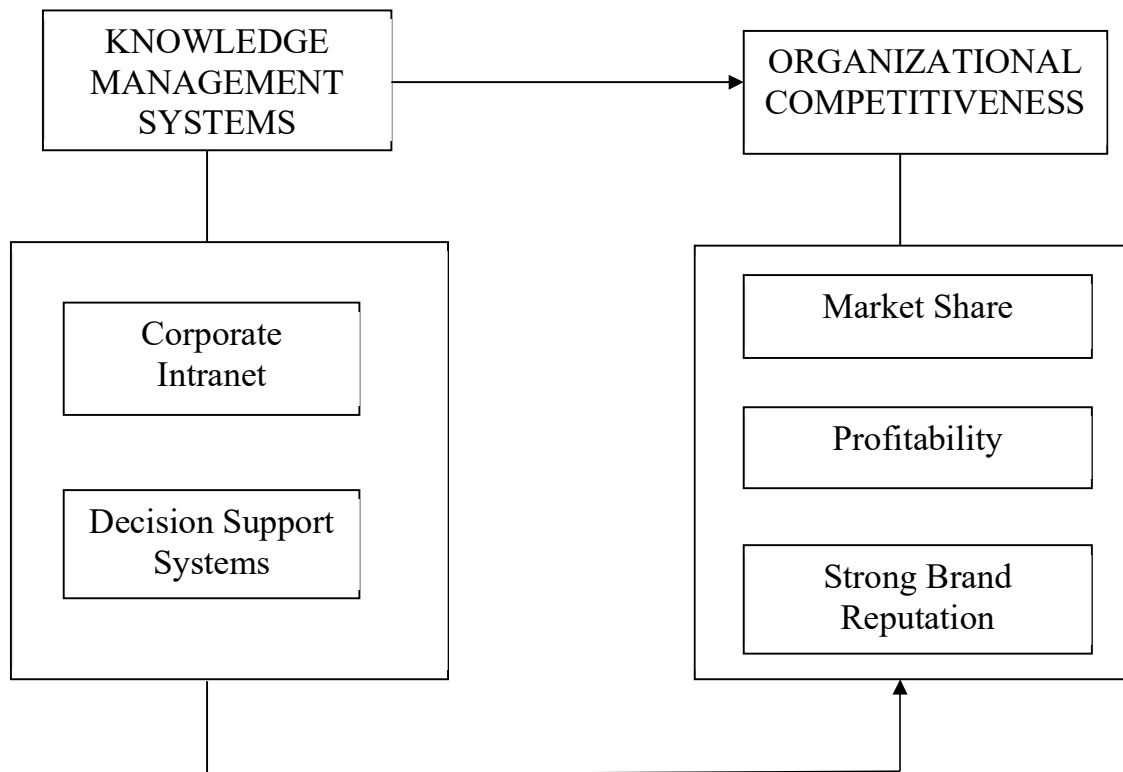 KNOWLEDGE
MANAGEMENT
SYSTEMS
ORGANIZATIONAL
COMPETITIVENESS
Corporate
Intranet
Decision Support
Systems
Market Share
Profitability
Strong Brand
Reputation